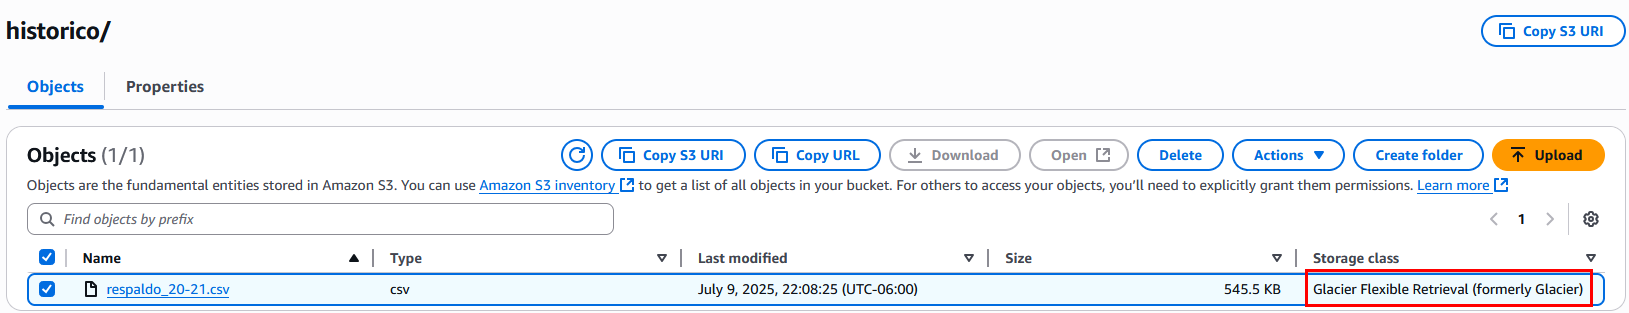 historico/
Copy S3 URI
Objects Properties
Objects (1/1)
Copy S3 URI Copy URL Download Open Delete Actions Create folder Upload
Objects are the fundamental entities stored in Amazon S3. You can use Amazon S3 inventory to get a list of all objects in your bucket. For others to access your objects, you’ll need to explicitly grant them permissions. Learn more
Find objects by prefix
1
Name Type Last modified Size Storage class
respaldo_20-21.csv csv July 9, 2025, 22:08:25 (UTC-06:00) 545.5 KB Glacier Flexible Retrieval (formerly Glacier)